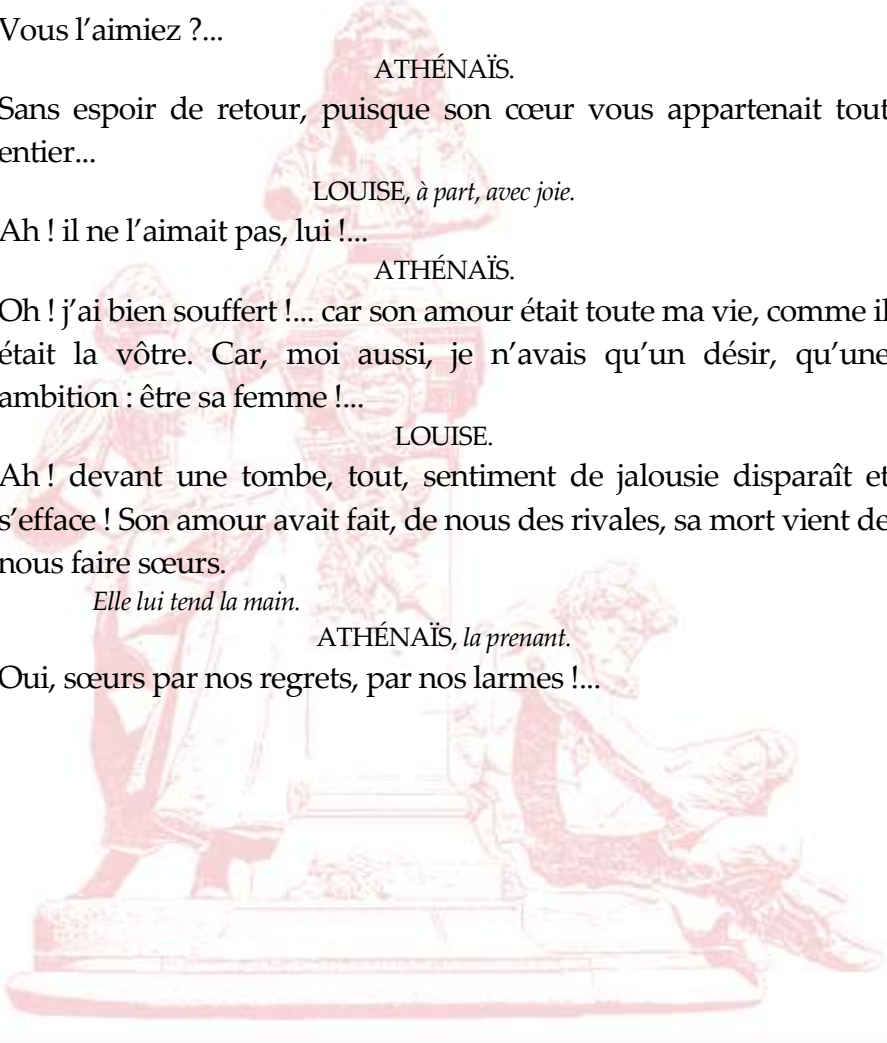 Vous l’aimiez ?...
ATHÉNAÏS.
Sans espoir de retour, puisque son cœur vous appartenait tout
entier...
LOUISE, à part, avec joie.
Ah ! il ne l’aimait pas, lui !...
ATHÉNAÏS.
Oh ! j’ai bien souffert !... car son amour était toute ma vie, comme il
était la vôtre. Car, moi aussi, je n’avais qu’un désir, qu’une
ambition : être sa femme !...
LOUISE.
Ah ! devant une tombe, tout, sentiment de jalousie disparaît et
s’efface ! Son amour avait fait, de nous des rivales, sa mort vient de
nous faire sœurs.
Elle lui tend la main.
ATHÉNAÏS, la prenant.
Oui, sœurs par nos regrets, par nos larmes !...